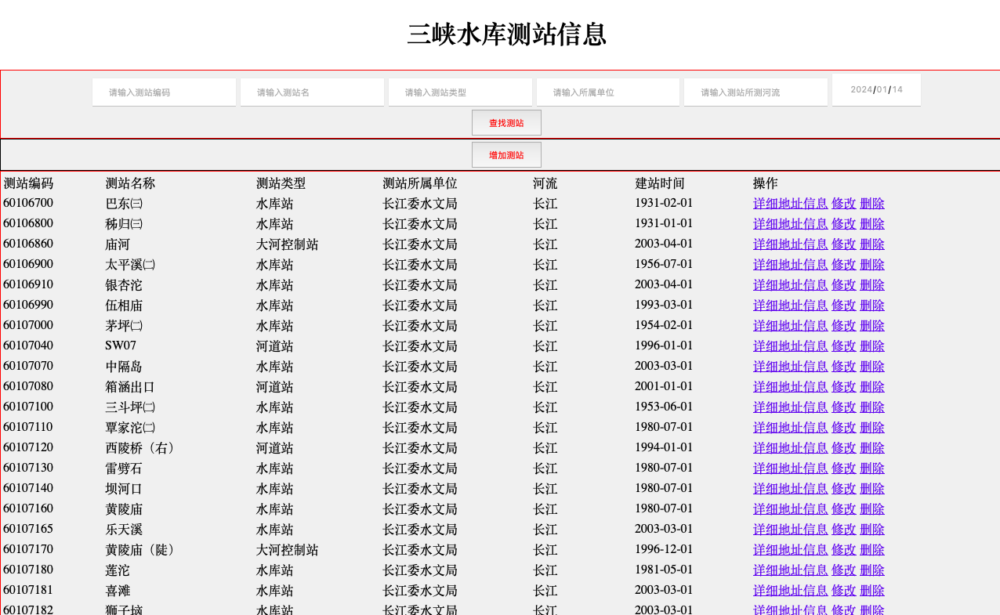 三峡水库测站信息
请输入测站编码 请输入测站名 请输入测站类型 请输入所属单位 请输入测站所测河流 2024/01/14
查找测站
增加测站
测站编码 测站名称 测站类型 测站所属单位 河流 建站时间 操作
60106700 巴东㈢ 水库站 长江委水文局 长江 1931-02-01 详细地址信息 修改 删除
60106800 秭归㈢ 水库站 长江委水文局 长江 1931-01-01 详细地址信息 修改 删除
60106860 庙河 大河控制站 长江委水文局 长江 2003-04-01 详细地址信息 修改 删除
60106900 太平溪㈡ 水库站 长江委水文局 长江 1956-07-01 详细地址信息 修改 删除
60106910 银杏沱 水库站 长江委水文局 长江 2003-04-01 详细地址信息 修改 删除
60106990 伍相庙 水库站 长江委水文局 长江 1993-03-01 详细地址信息 修改 删除
60107000 茅坪㈡ 水库站 长江委水文局 长江 1954-02-01 详细地址信息 修改 删除
60107040 SW07 河道站 长江委水文局 长江 1996-01-01 详细地址信息 修改 删除
60107070 中隔岛 水库站 长江委水文局 长江 2003-03-01 详细地址信息 修改 删除
60107080 箱涵出口 河道站 长江委水文局 长江 2001-01-01 详细地址信息 修改 删除
60107100 三斗坪㈡ 水库站 长江委水文局 长江 1953-06-01 详细地址信息 修改 删除
60107110 覃家沱㈡ 水库站 长江委水文局 长江 1980-07-01 详细地址信息 修改 删除
60107120 西陵桥（右） 河道站 长江委水文局 长江 1994-01-01 详细地址信息 修改 删除
60107130 雷劈石 水库站 长江委水文局 长江 1980-07-01 详细地址信息 修改 删除
60107140 坝河口 水库站 长江委水文局 长江 1980-07-01 详细地址信息 修改 删除
60107160 黄陵庙 水库站 长江委水文局 长江 1980-07-01 详细地址信息 修改 删除
60107165 乐天溪 水库站 长江委水文局 长江 2003-03-01 详细地址信息 修改 删除
60107170 黄陵庙（陡） 大河控制站 长江委水文局 长江 1996-12-01 详细地址信息 修改 删除
60107180 莲沱 水库站 长江委水文局 长江 1981-05-01 详细地址信息 修改 删除
60107181 喜滩 水库站 长江委水文局 长江 2003-03-01 详细地址信息 修改 删除
60107182 狮子垴 水库站 长江委水文局 长江 2003-03-01 详细地址信息 修改 删除